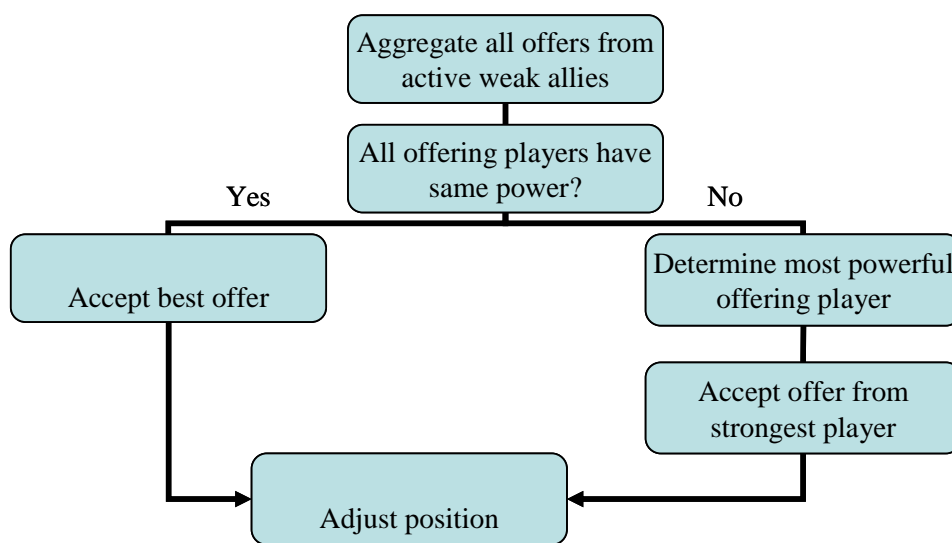 Aggregate all offers from
active weak allies
All offering players have
same power?
Yes
No
Accept best offer
Determine most powerful
offering player
Accept offer from
strongest player
Adjust position